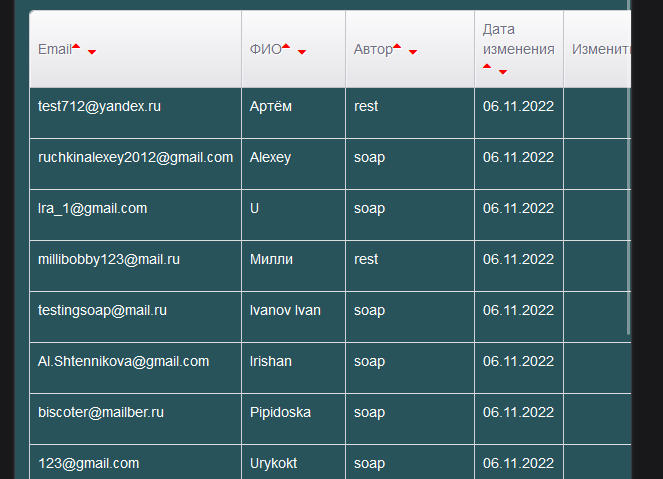 Email ФИО Автор Дата изменения Изменить
test712@yandex.ru Артём rest 06.11.2022
ruchkinalexey2012@gmail.com Alexey soap 06.11.2022
Ira_1@gmail.com U soap 06.11.2022
millibobby123@mail.ru Милли rest 06.11.2022
testingsoap@mail.ru Ivanov Ivan soap 06.11.2022
Al.Shtennikova@gmail.com Irishan soap 06.11.2022
biscoter@mailber.ru Pipidoska soap 06.11.2022
123@gmail.com Urykokt soap 06.11.2022